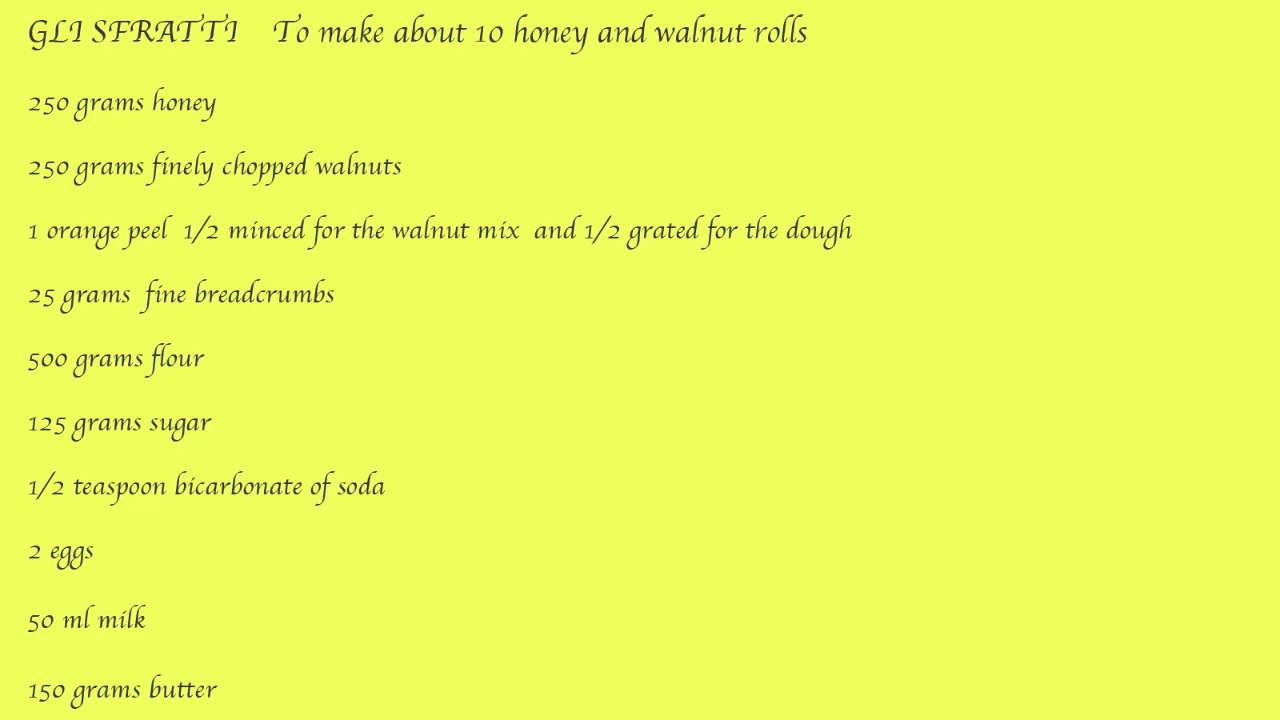 GLI SFRATTI To make about 10 honey and walnut rolls
250 grams honey
250 grams finely chopped walnuts
1 orange peel 1/2 minced for the walnut mix and 1/2 grated for the dough
25 grams fine breadcrumbs
500 grams flour
125 grams sugar
1/2 teaspoon bicarbonate of soda
2 eggs
50 ml milk
150 grams butter